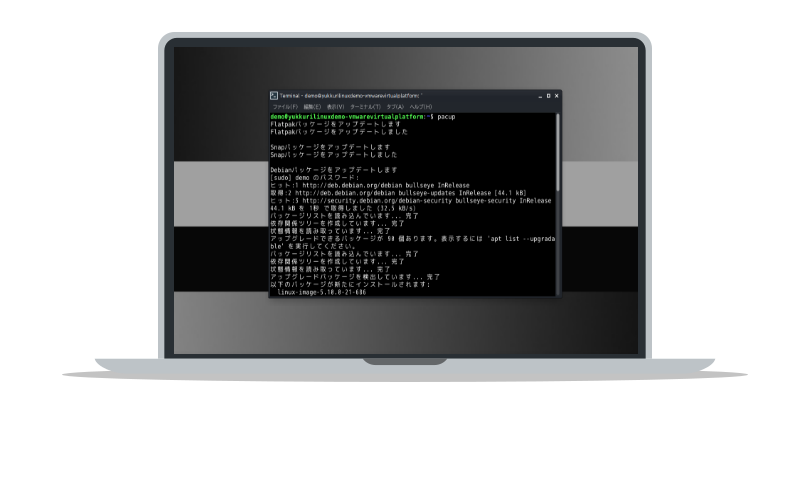 Terminal - demo@yukkurilinuxdemo-vmwarevirtualplatform: ~
ファイル(F) 編集(E) 表示(V) ターミナル(T) タブ(A) ヘルプ(H)
demo@yukkurilinuxdemo-vmwarevirtualplatform:~$ pacup
Flatpakパッケージをアップデートします
Flatpakパッケージをアップデートしました
Snapパッケージをアップデートします
Snapパッケージをアップデートしました
Debianパッケージをアップデートします
[sudo] demo のパスワード:
ヒット:1 http://deb.debian.org/debian bullseye InRelease
取得:2 http://deb.debian.org/debian bullseye-updates InRelease [44.1 kB]
ヒット:3 http://security.debian.org/debian-security bullseye-security InRelease
44.1 kB を 1秒 で取得しました (32.5 kB/s)
パッケージリストを読み込んでいます... 完了
依存関係ツリーを作成しています... 完了
状態情報を読み取っています... 完了
アップグレードできるパッケージが 90 個あります。表示するには 'apt list --upgrada
ble' を実行してください。
パッケージリストを読み込んでいます... 完了
依存関係ツリーを作成しています... 完了
状態情報を読み取っています... 完了
アップグレードパッケージを検出しています... 完了
以下のパッケージが新たにインストールされます:
linux-image-5.10.0-21-686